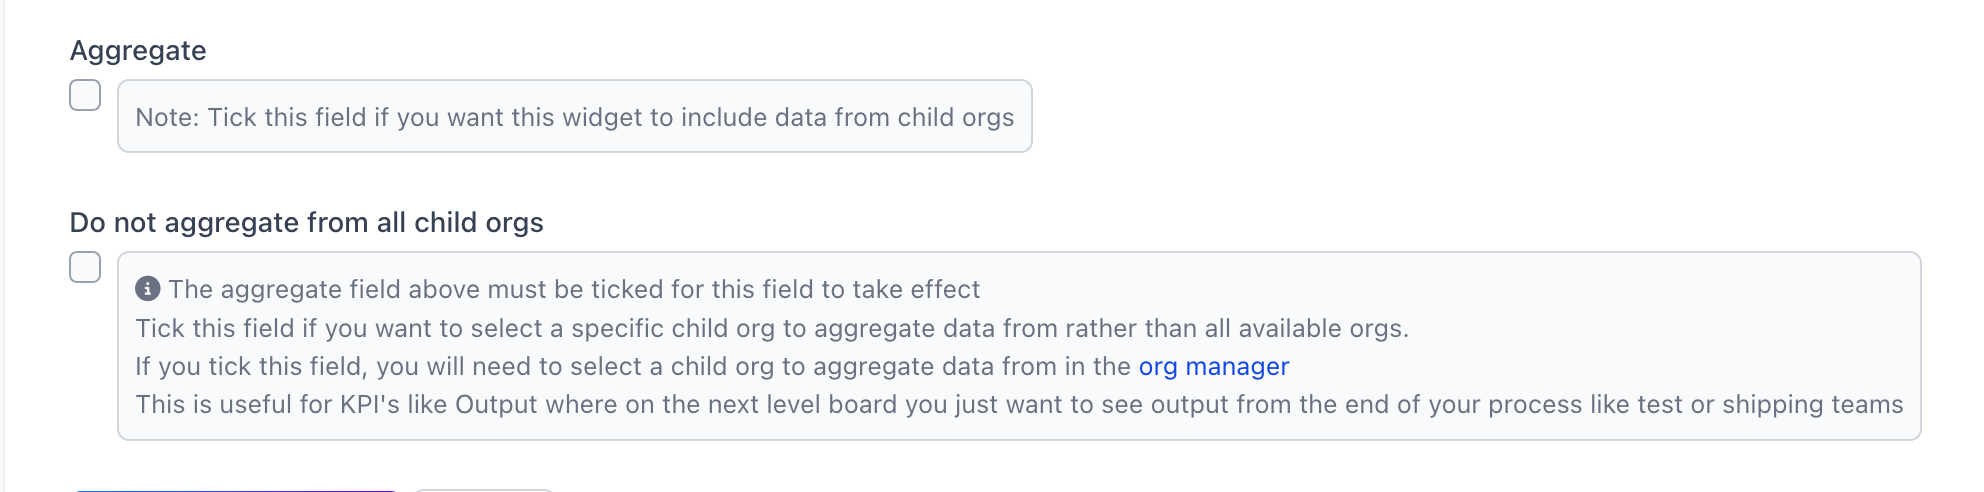 Aggregate
Note: Tick this field if you want this widget to include data from child orgs
Do not aggregate from all child orgs
The aggregate field above must be ticked for this field to take effect
Tick this field if you want to select a specific child org to aggregate data from rather than all available orgs.
If you tick this field, you will need to select a child org to aggregate data from in the org manager
This is useful for KPI's like Output where on the next level board you just want to see output from the end of your process like test or shipping teams